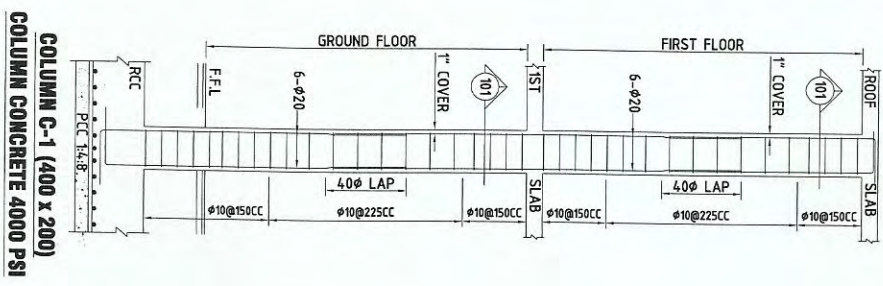 GROUND FLOOR
FIRST FLOOR
RCC
F.F.L
6-Φ20
1" COVER
101
1ST
6-Φ20
1" COVER
101
ROOF
PCC 1:4:8
40Φ LAP
SLAB
40Φ LAP
SLAB
Φ10@150CC
Φ10@225CC
Φ10@150CC
Φ10@150CC
Φ10@225CC
Φ10@150CC
COLUMN C-1 (400 x 200)
COLUMN CONCRETE 4000 PSI